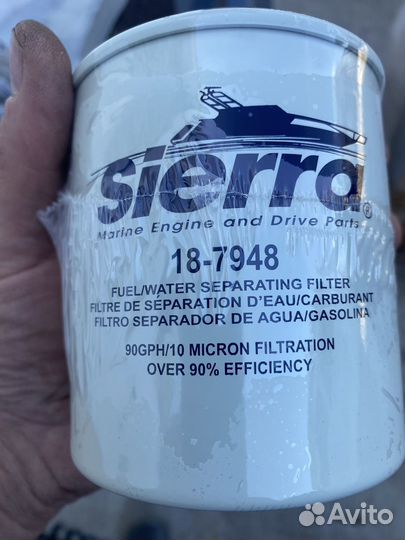 Sierra®
Marine Engine and Drive Parts
18-7948
FUEL/WATER SEPARATING FILTER
FILTRE DE SÉPARATION D'EAU/CARBURANT
FILTRO SEPARADOR DE AGUA/GASOLINA
90GPH/10 MICRON FILTRATION
OVER 90% EFFICIENCY
Avito